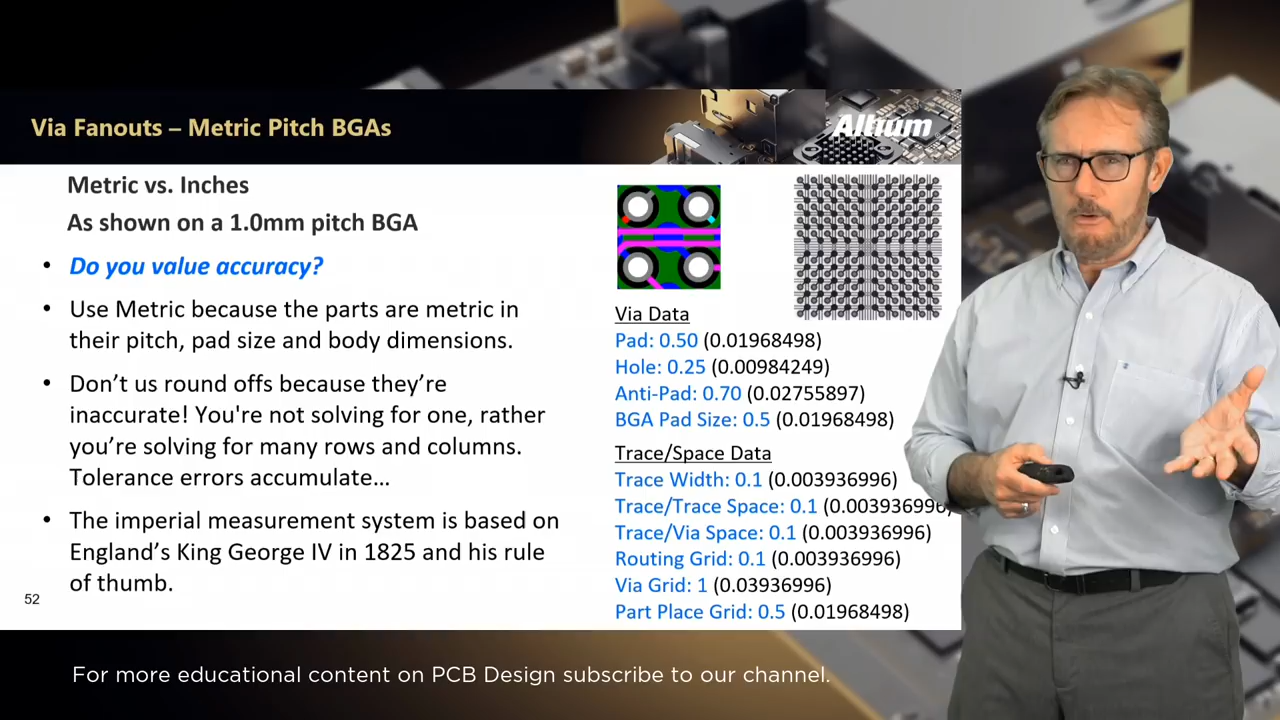 Via Fanouts – Metric Pitch BGAs
Altium
Metric vs. Inches
As shown on a 1.0mm pitch BGA
• Do you value accuracy?
• Use Metric because the parts are metric in
their pitch, pad size and body dimensions.
• Don’t us round offs because they’re
inaccurate! You're not solving for one, rather
you’re solving for many rows and columns.
Tolerance errors accumulate…
• The imperial measurement system is based on
England’s King George IV in 1825 and his rule
of thumb.
52
Via Data
Pad: 0.50 (0.01968498)
Hole: 0.25 (0.00984249)
Anti-Pad: 0.70 (0.02755897)
BGA Pad Size: 0.5 (0.01968498)
Trace/Space Data
Trace Width: 0.1 (0.003936996)
Trace/Trace Space: 0.1 (0.003936996)
Trace/Via Space: 0.1 (0.003936996)
Routing Grid: 0.1 (0.003936996)
Via Grid: 1 (0.03936996)
Part Place Grid: 0.5 (0.01968498)
For more educational content on PCB Design subscribe to our channel.